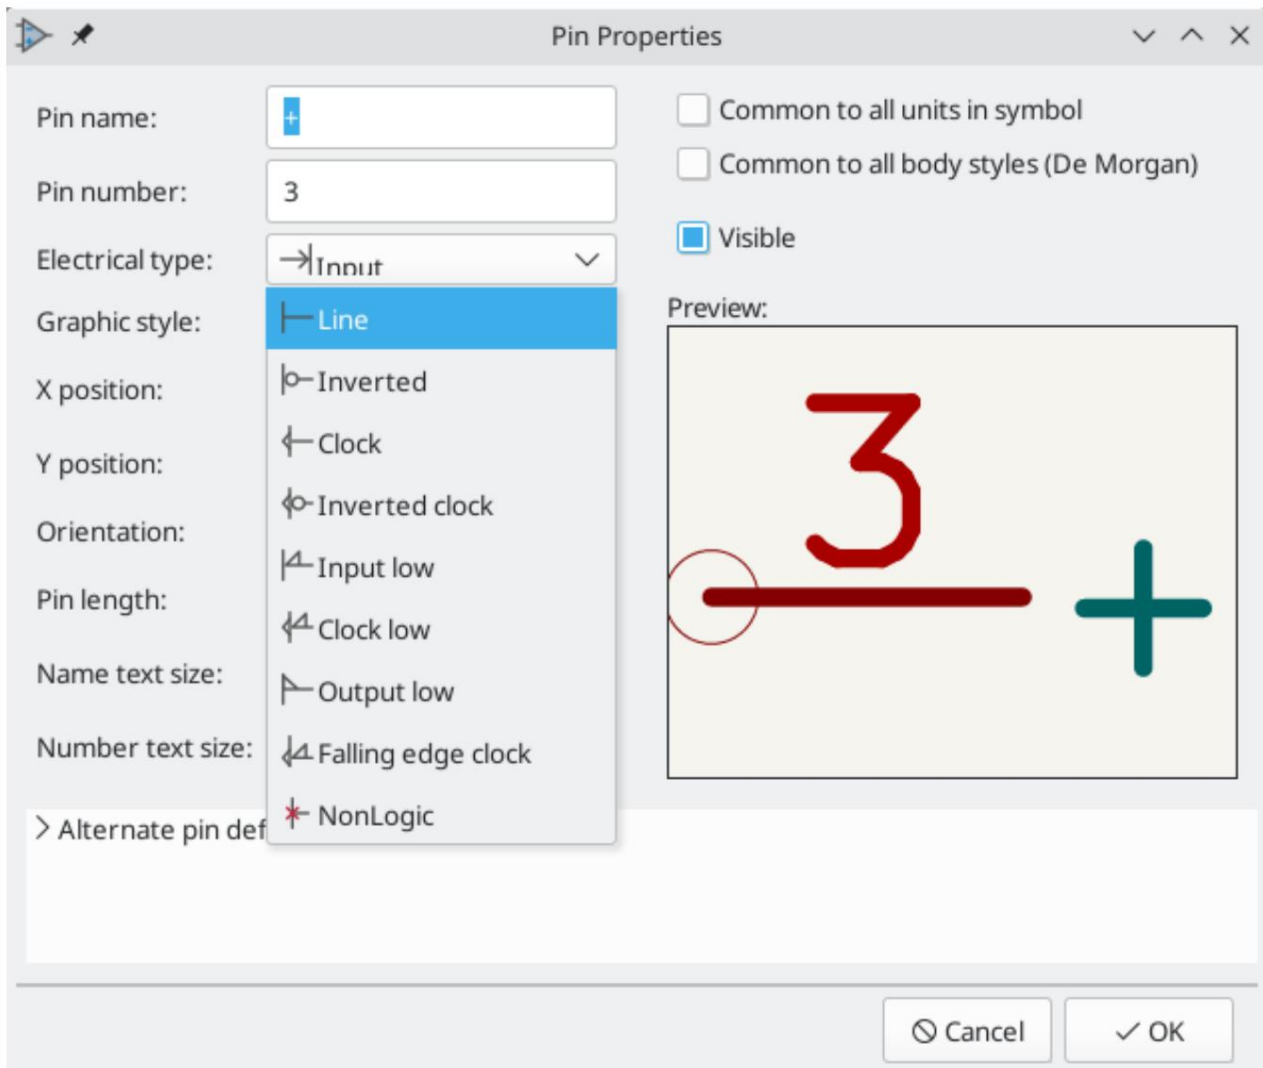 Pin Properties
Pin name:
+
Pin number:
3
Electrical type:
Input
Graphic style:
X position:
Y position:
Orientation:
Pin length:
Name text size:
Number text size:
Line
Inverted
Clock
Inverted clock
Input low
Clock low
Output low
Falling edge clock
NonLogic
Common to all units in symbol
Common to all body styles (De Morgan)
Visible
Preview:
3
+
Alternate pin def
Cancel
OK